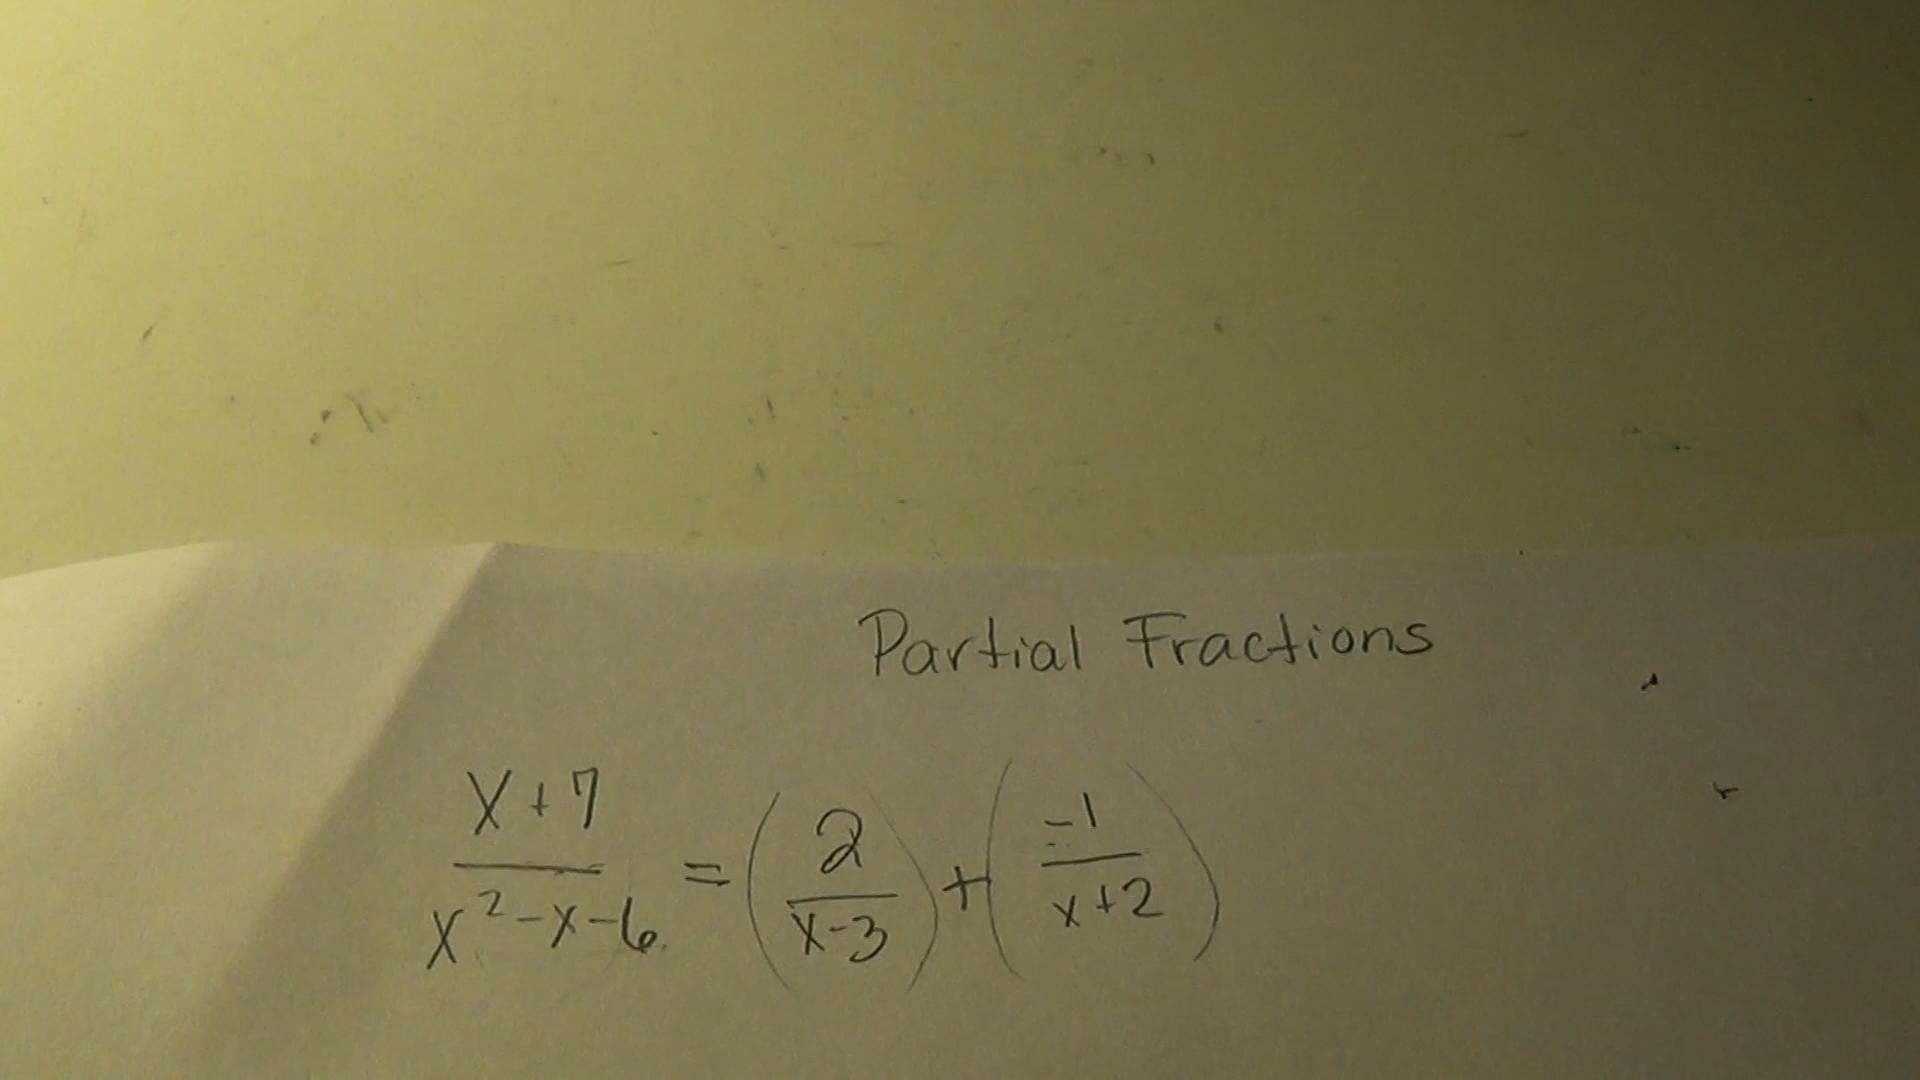 Partial Fractions
(x+7)/(x²-x-6) = (2/(x-3)) + (-1/(x+2))